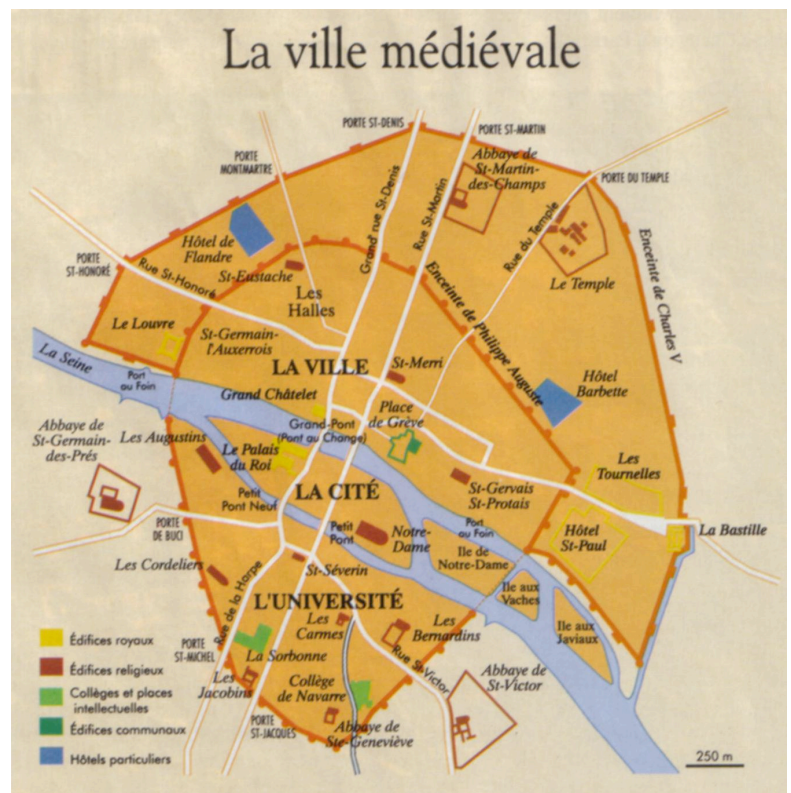 La ville médiévale
PORTE ST-DENIS
PORTE ST-MARTIN
PORTE
MONTMARTRE
Abbaye de
St-Martin-
des-Champs
PORTE DU TEMPLE
Grand' rue St-Denis
Rue St-Martin
Rue du Temple
Enceinte de Charles V
Hôtel de
Flandre
PORTE
ST-HONORÉ
Rue St-Honoré
St-Eustache
Les
Halles
Enceinte de Philippe Auguste
Le Temple
Le Louvre
St-Germain-
l'Auxerrois
La Seine
Port
au Foin
LA VILLE
St-Merri
Hôtel
Barbette
Grand Châtelet
Place
de Grève
Grand-Pont
(Pont au Change)
Abbaye de
St-Germain-
des-Prés
Les Augustins
Le Palais
du Roi
Les
Tournelles
LA CITÉ
St-Gervais
St-Protais
Petit
Pont Neuf
PORTE
DE BUCI
Petit
Pont
Notre-
Dame
Port
au Foin
Hôtel
St-Paul
La Bastille
Ile de
Notre-Dame
Les Cordeliers
St-Séverin
Ile aux
Vaches
Rue de la Harpe
L'UNIVERSITÉ
Ile aux
Javiaux
Les
Carmes
Les
Bernardins
PORTE
ST-MICHEL
La Sorbonne
Rue St-Victor
Les
Jacobins
Collège
de Navarre
Abbaye de
St-Victor
PORTE
ST-JACQUES
Abbaye de
Ste-Geneviève
Édifices royaux
Édifices religieux
Collèges et places
intellectuelles
Édifices communaux
Hôtels particuliers
250 m